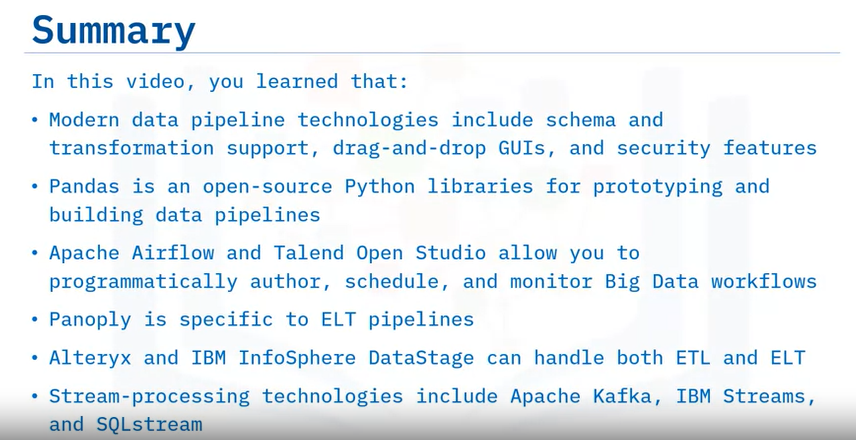 Summary
In this video, you learned that:
• Modern data pipeline technologies include schema and
transformation support, drag-and-drop GUIs, and security features
• Pandas is an open-source Python libraries for prototyping and
building data pipelines
• Apache Airflow and Talend Open Studio allow you to
programmatically author, schedule, and monitor Big Data workflows
• Panoply is specific to ELT pipelines
• Alteryx and IBM InfoSphere DataStage can handle both ETL and ELT
• Stream-processing technologies include Apache Kafka, IBM Streams,
and SQLstream